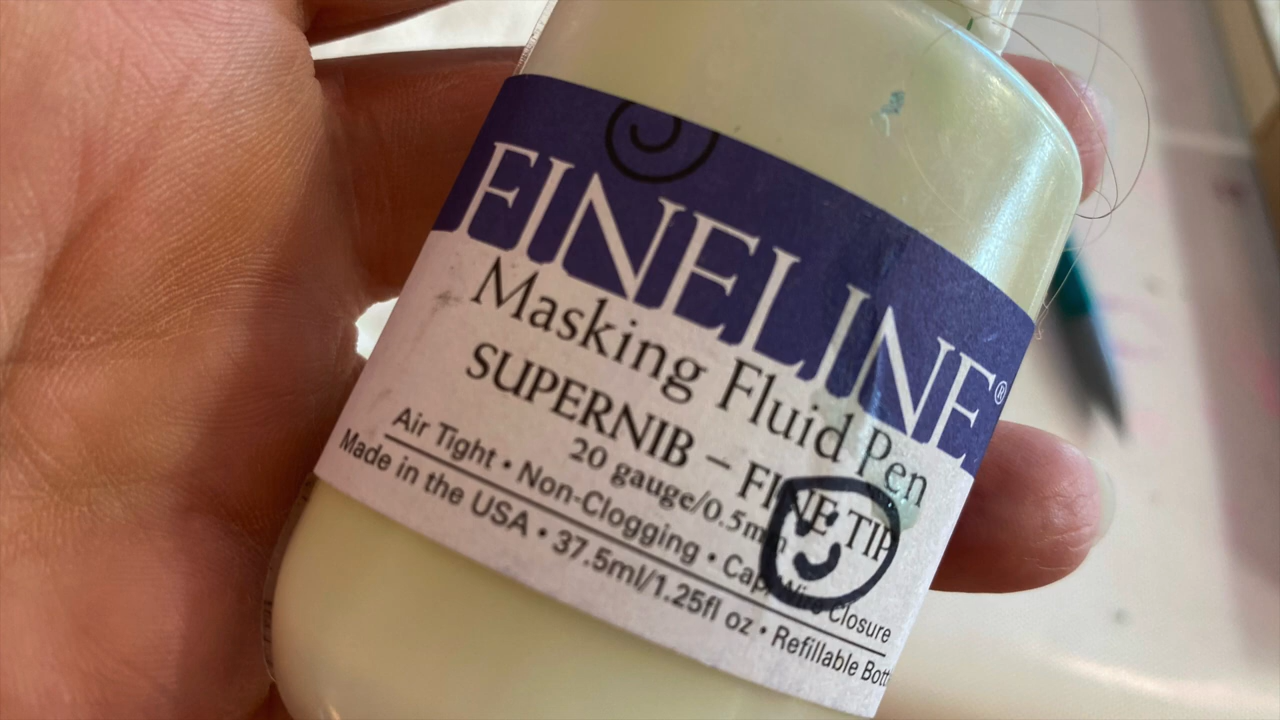 FINELINE®
Masking Fluid Pen
SUPERNIB – FINE TIP
20 gauge/0.5mm
Air Tight • Non-Clogging • Cap/Wire Closure
Made in the USA • 37.5ml/1.25fl oz • Refillable Bott